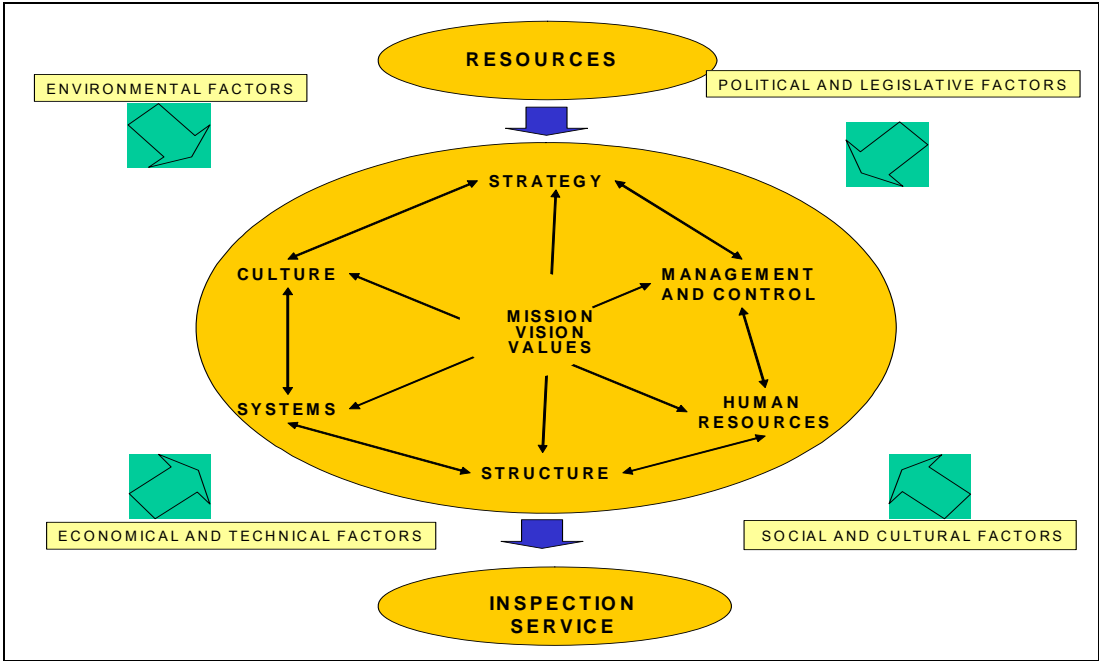 RESOURCES
ENVIRONMENTAL FACTORS
POLITICAL AND LEGISLATIVE FACTORS
STRATEGY
CULTURE
MANAGEMENT
AND CONTROL
MISSION
VISION
VALUES
SYSTEMS
HUMAN
RESOURCES
STRUCTURE
ECONOMICAL AND TECHNICAL FACTORS
SOCIAL AND CULTURAL FACTORS
INSPECTION
SERVICE